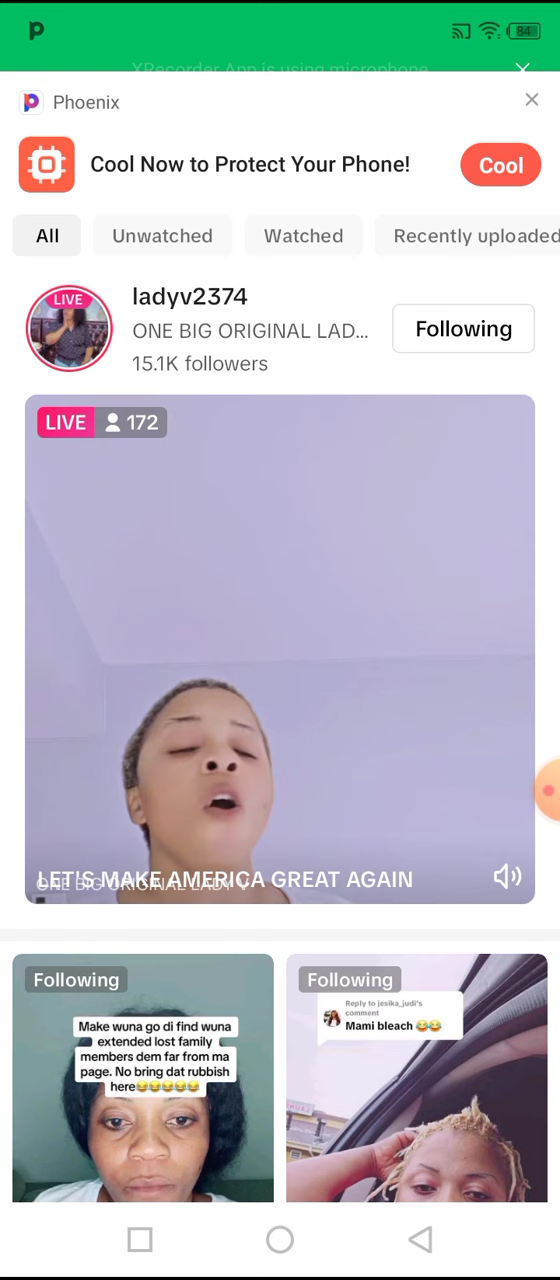 84
XRecorder App is using microphone
Phoenix
Cool Now to Protect Your Phone!
Cool
All
Unwatched
Watched
Recently uploaded
LIVE
ladyv2374
ONE BIG ORIGINAL LAD...
15.1K followers
Following
LIVE 172
LET'S MAKE AMERICA GREAT AGAIN
ONE BIG ORIGINAL LADY V
Following
Make wuna go di find wuna
extended lost family
members dem far from ma
page. No bring dat rubbish
here😂😂😂😂😂
Following
Reply to jesika_judi's
comment
Mami bleach 😂😂